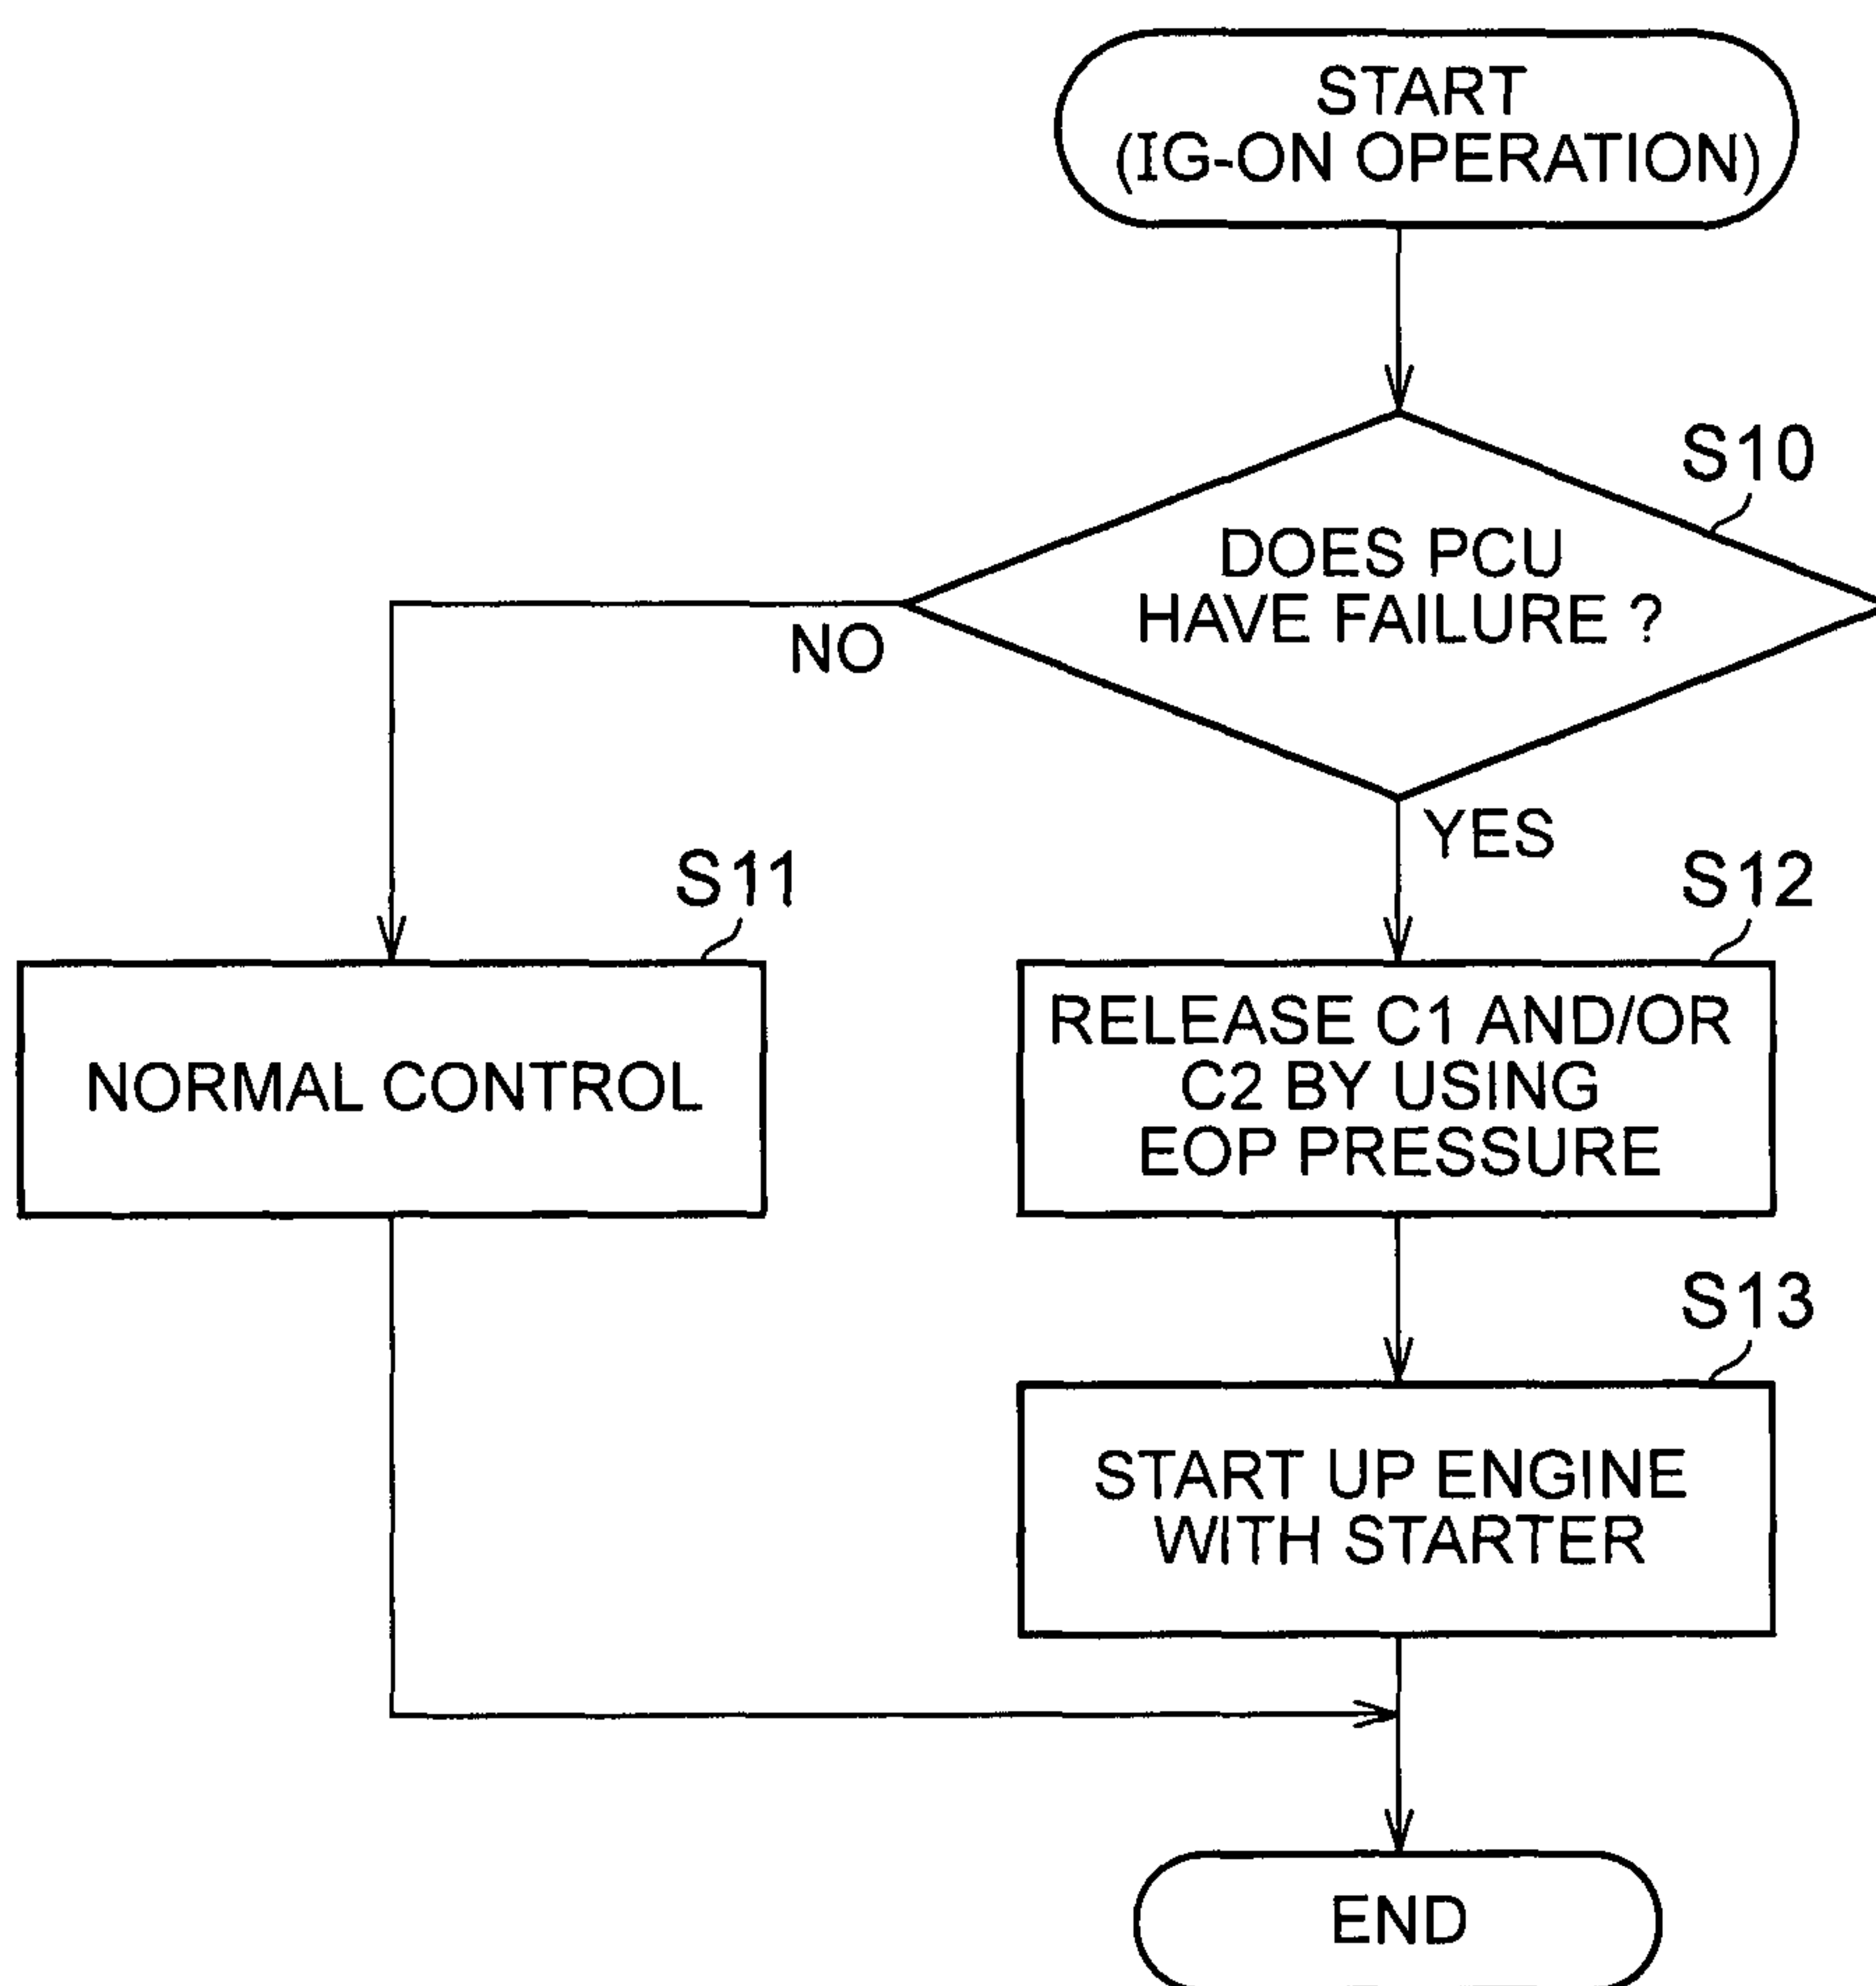 START
(IG-ON OPERATION)
S10
DOES PCU
HAVE FAILURE ?
NO
YES
S11
S12
NORMAL CONTROL
RELEASE C1 AND/OR
C2 BY USING
EOP PRESSURE
S13
START UP ENGINE
WITH STARTER
END